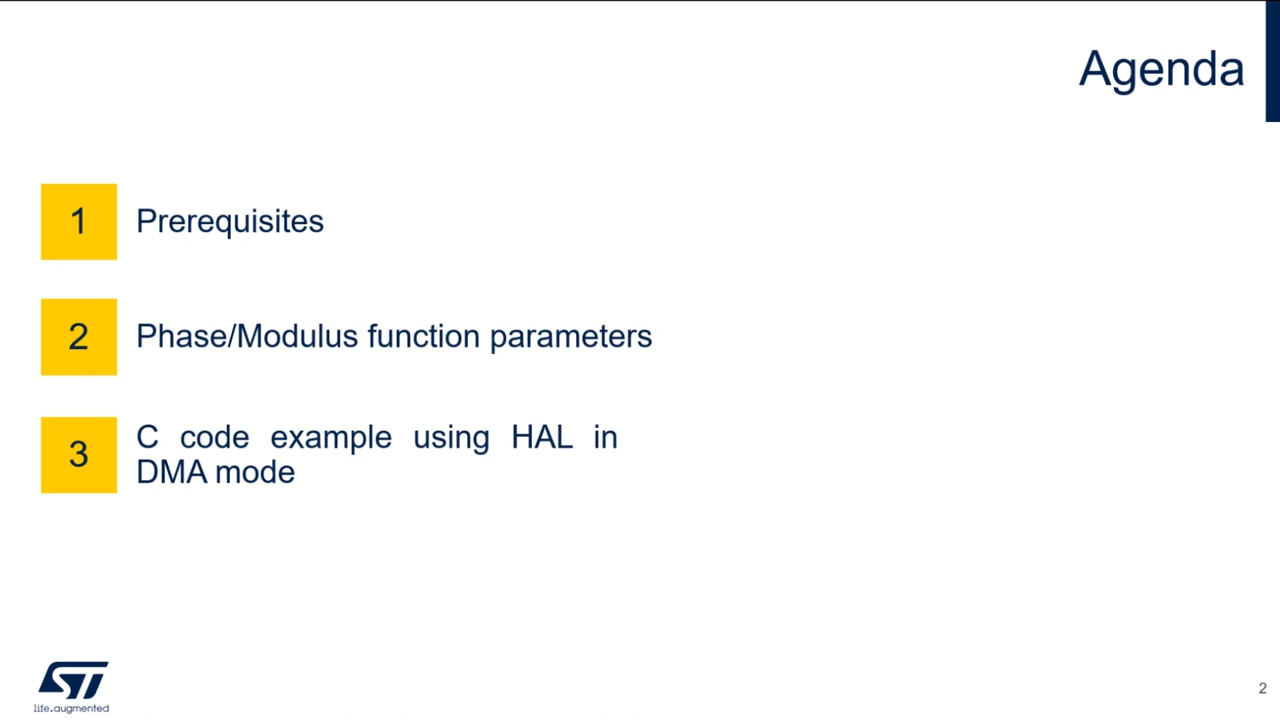 Agenda
1
Prerequisites
2
Phase/Modulus function parameters
3
C code example using HAL in
DMA mode
ST
life.augmented
2